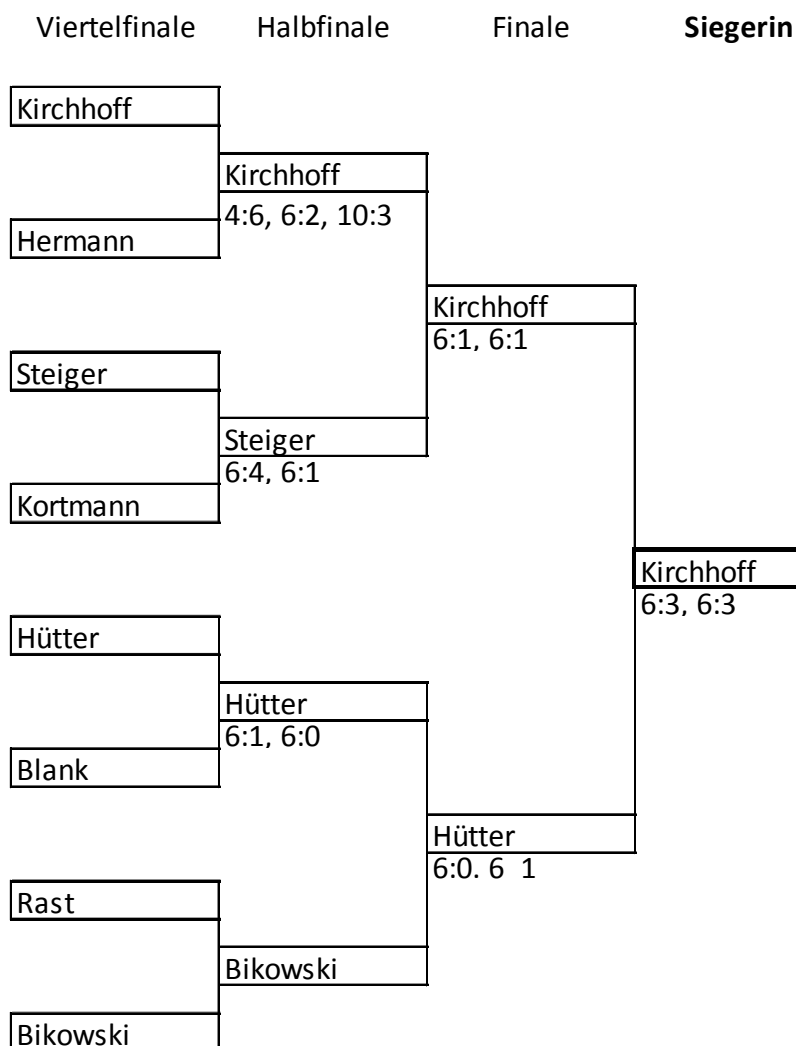 Viertelfinale Halbfinale Finale Siegerin
Kirchhoff
Kirchhoff
4:6, 6:2, 10:3
Hermann
Kirchhoff
6:1, 6:1
Steiger
Steiger
6:4, 6:1
Kortmann
Kirchhoff
6:3, 6:3
Hütter
Hütter
6:1, 6:0
Blank
Hütter
6:0. 6 1
Rast
Bikowski
Bikowski